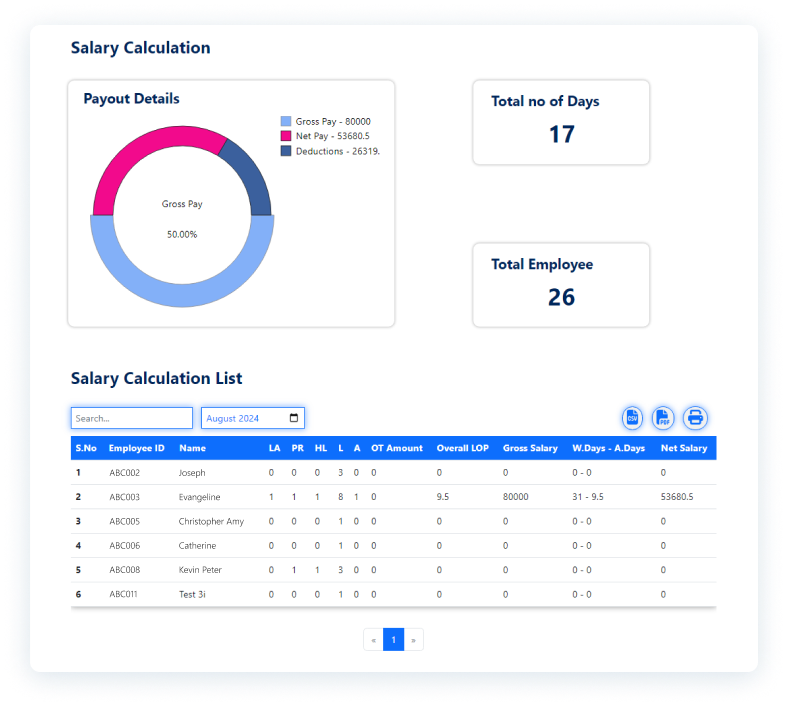 Salary Calculation
Payout Details
Gross Pay - 80000
Net Pay - 53680.5
Deductions - 26319.
Gross Pay
50.00%
Total no of Days
17
Total Employee
26
Salary Calculation List
Search...
August 2024
CSV
PDF
S.No Employee ID Name LA PR HL L A OT Amount Overall LOP Gross Salary W.Days - A.Days Net Salary
1 ABC002 Joseph 0 0 0 3 0 0 0 0 0 - 0 0
2 ABC003 Evangeline 1 1 1 8 1 0 9.5 80000 31 - 9.5 53680.5
3 ABC005 Christopher Amy 0 0 0 1 0 0 0 0 0 - 0 0
4 ABC006 Catherine 0 0 0 1 0 0 0 0 0 - 0 0
5 ABC008 Kevin Peter 0 1 1 3 0 0 0 0 0 - 0 0
6 ABC011 Test 3i 0 0 0 1 0 0 0 0 0 - 0 0
« 1 »